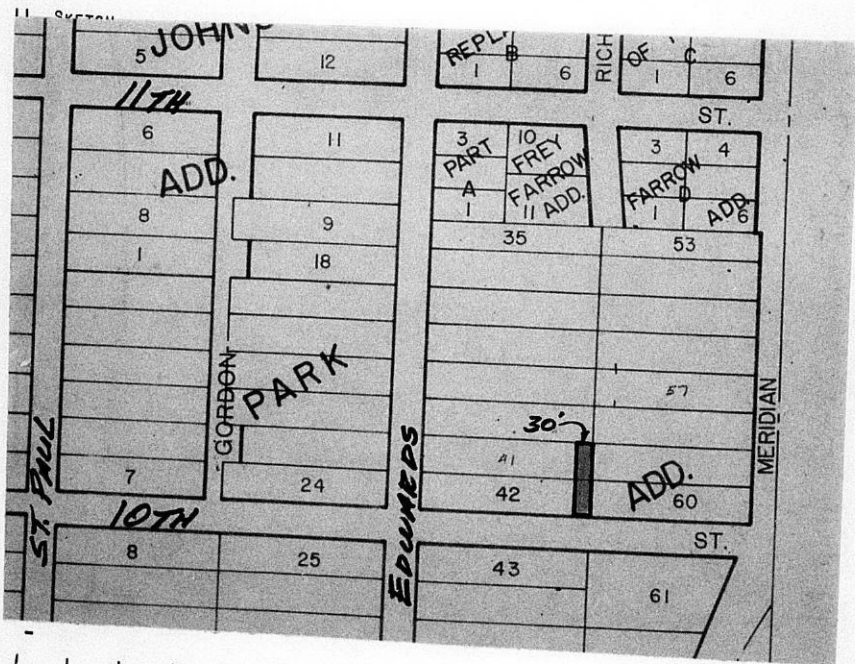 SKETCH
5 JOHNS 12 REPL. B 1 6 RICH OF C 1 6
11TH ST.
6 11 3 10 3 4
ADD. PART FREY FARROW
A FARROW D ADD.
8 9 1 11 ADD. 1 6
1 18 35 53
PARK
GORDON
57
MERIDIAN
30'
41
ADD.
7 24 42 60
ST. PAUL
10TH ST.
EDWARDS
8 25 43 61